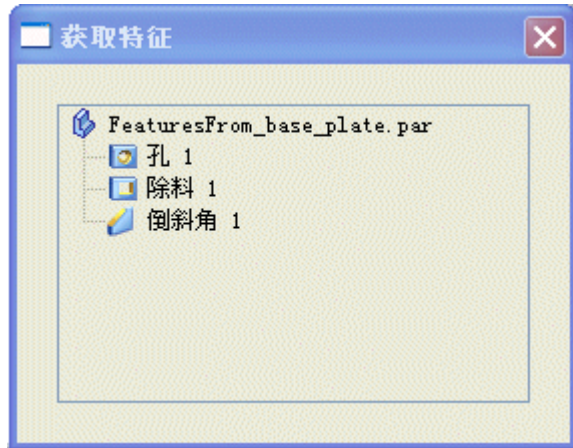 获取特征
FeaturesFrom_base_plate.par
孔 1
除料 1
倒斜角 1